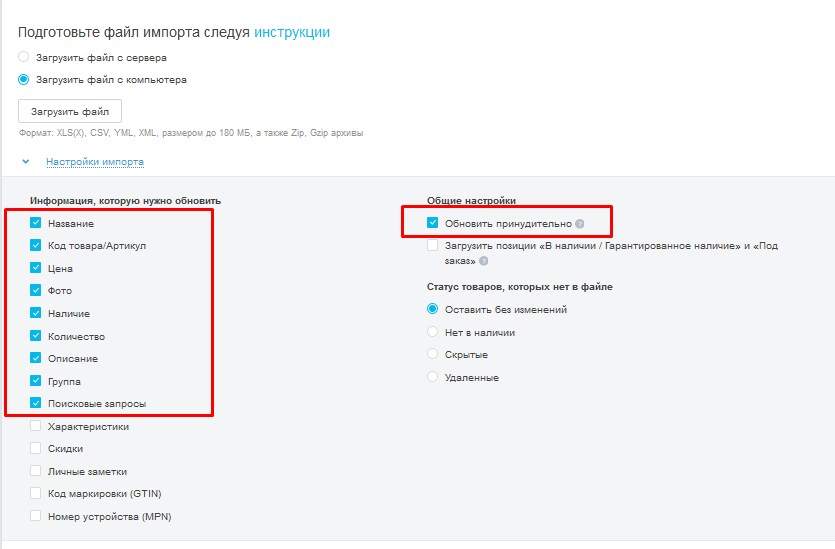 Подготовьте файл импорта следуя инструкции
Загрузить файл с сервера
Загрузить файл с компьютера
Загрузить файл
Формат: XLS(X), CSV, YML, XML, размером до 180 МБ, а также Zip, Gzip архивы
Настройки импорта
Информация, которую нужно обновить
Название
Код товара/Артикул
Цена
Фото
Наличие
Количество
Описание
Группа
Поисковые запросы
Характеристики
Скидки
Личные заметки
Код маркировки (GTIN)
Номер устройства (MPN)
Общие настройки
Обновить принудительно ?
Загрузить позиции «В наличии / Гарантированное наличие» и «Под
заказ» ?
Статус товаров, которых нет в файле
Оставить без изменений
Нет в наличии
Скрытые
Удаленные